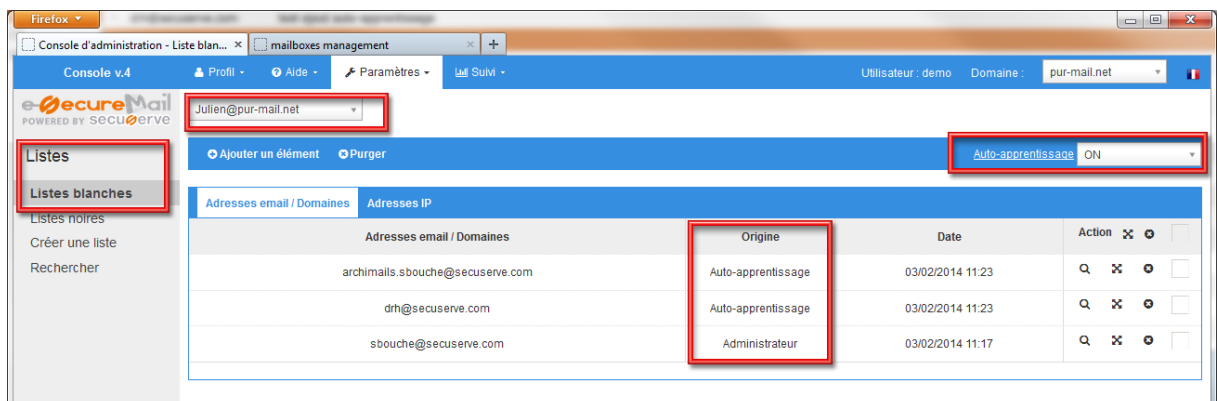 Firefox
Console d'administration - Liste blan... ×
mailboxes management × +
Console v.4 Profil Aide Paramètres Suivi Utilisateur : demo Domaine : pur-mail.net
e-SecureMail
POWERED BY secuserve
Julien@pur-mail.net
Listes
Ajouter un élément Purger Auto-apprentissage ON
Listes blanches
Listes noires
Créer une liste
Rechercher
Adresses email / Domaines Adresses IP
Adresses email / Domaines Origine Date Action
archimails.sbouche@secuserve.com Auto-apprentissage 03/02/2014 11:23
drh@secuserve.com Auto-apprentissage 03/02/2014 11:23
sbouche@secuserve.com Administrateur 03/02/2014 11:17